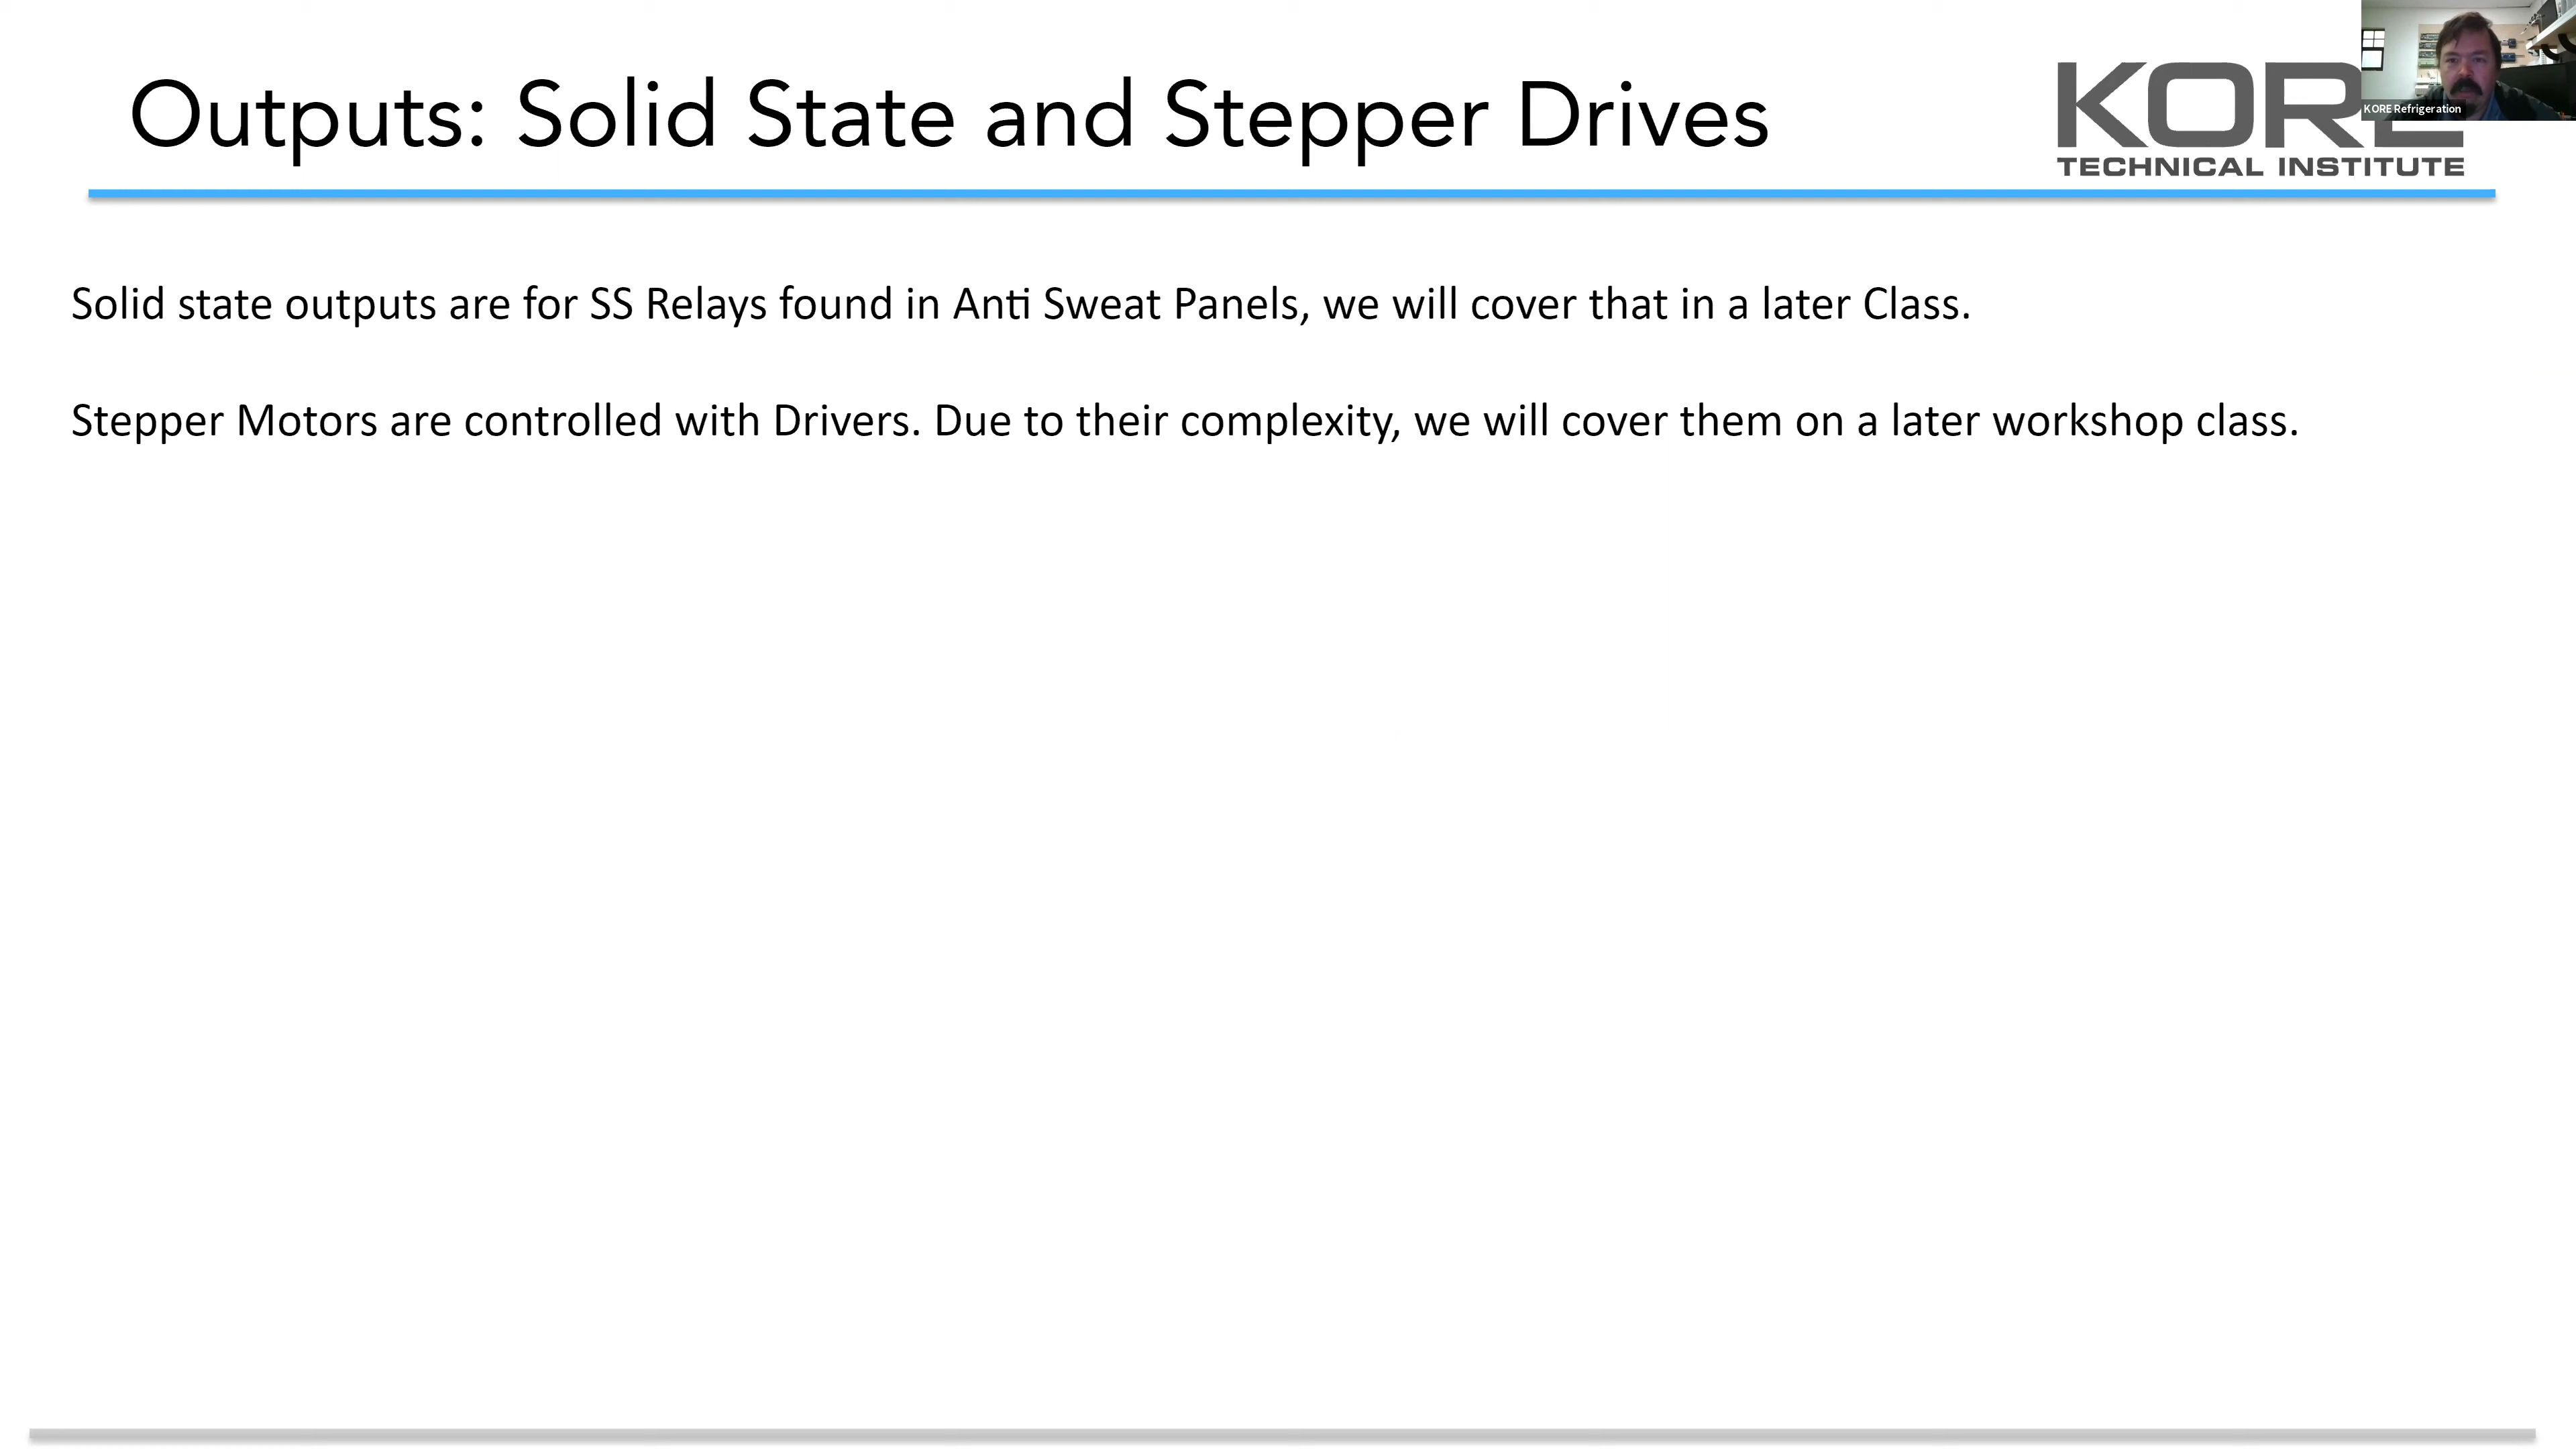 Outputs: Solid State and Stepper Drives
KORE
TECHNICAL INSTITUTE
KORE Refrigeration
Solid state outputs are for SS Relays found in Anti Sweat Panels, we will cover that in a later Class.
Stepper Motors are controlled with Drivers. Due to their complexity, we will cover them on a later workshop class.